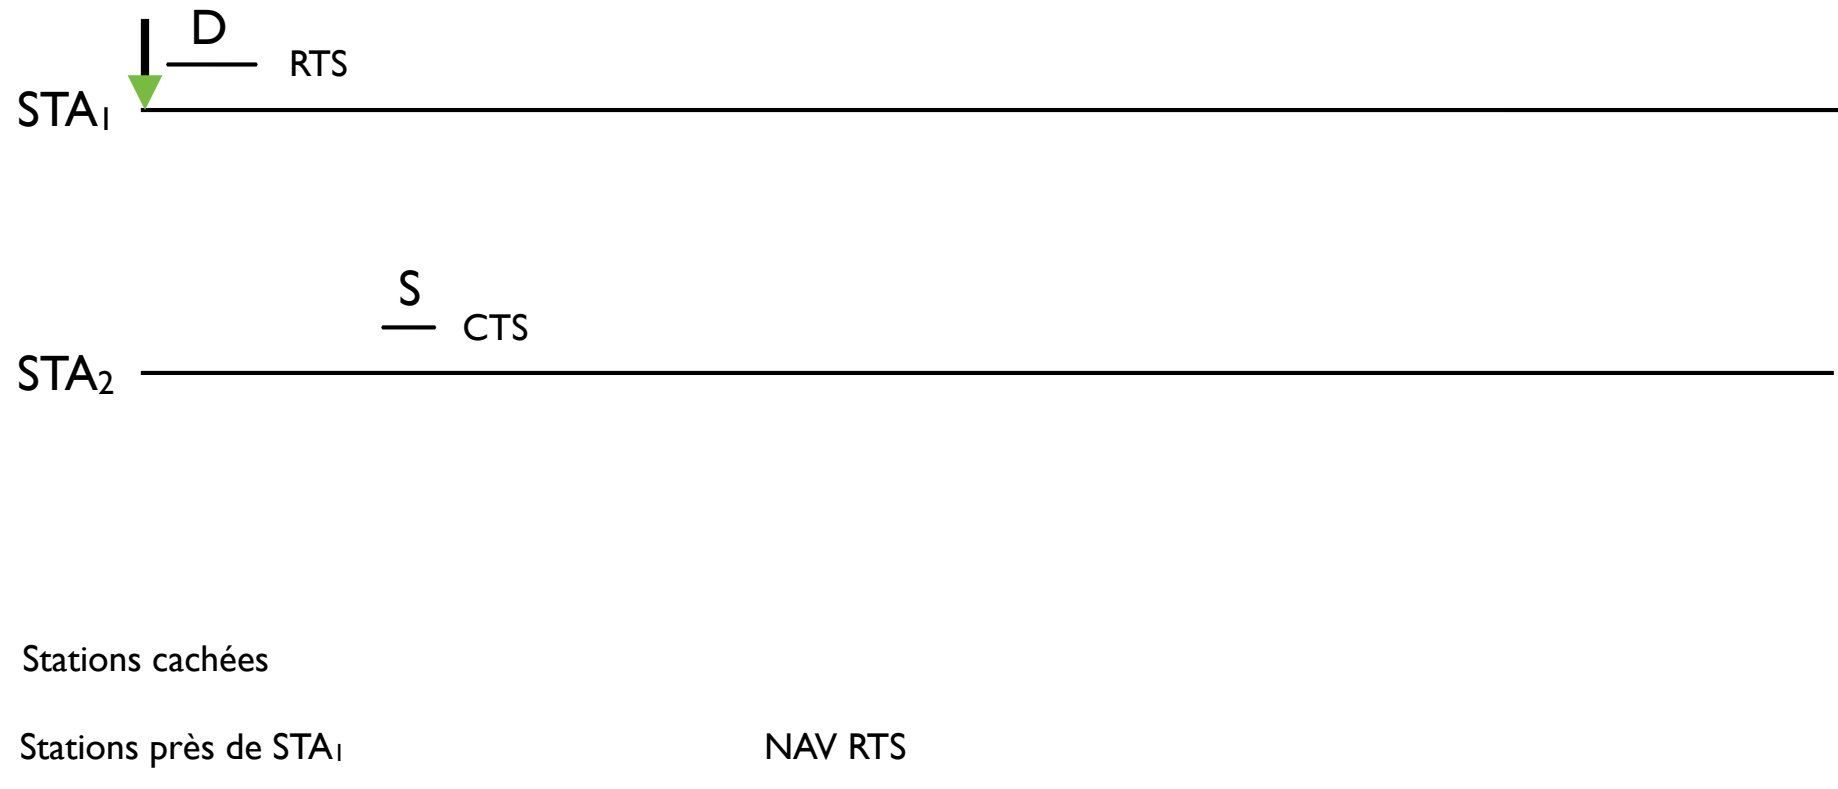 D
RTS
STA₁
S
CTS
STA₂
Stations cachées
Stations près de STA₁
NAV RTS